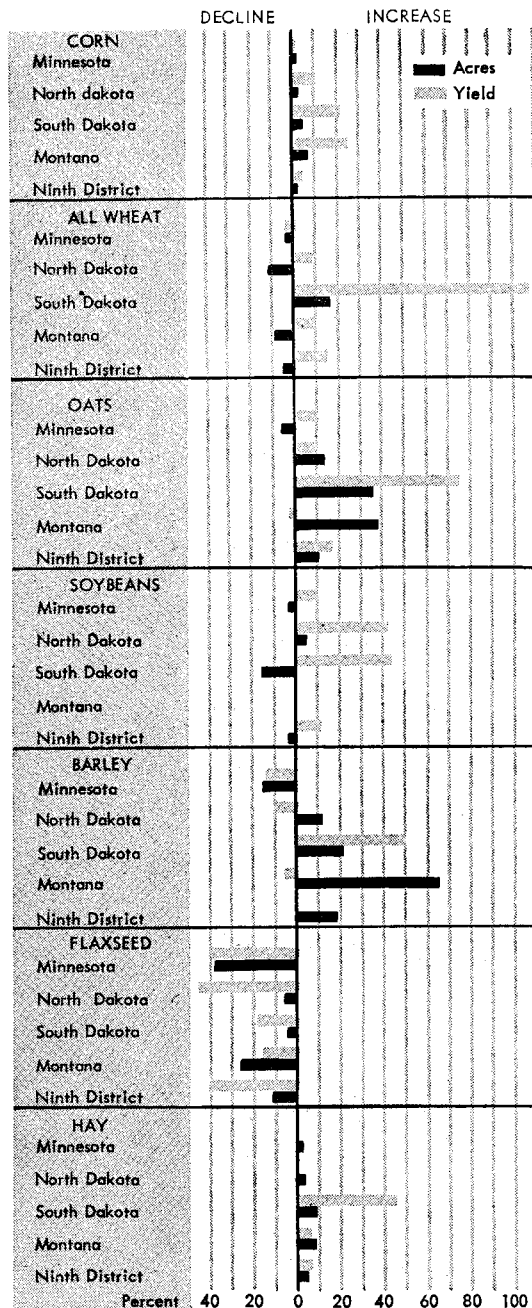 DECLINE INCREASE
CORN
Minnesota
North dakota
South Dakota
Montana
Ninth District
Acres
Yield
ALL WHEAT
Minnesota
North Dakota
South Dakota
Montana
Ninth District
OATS
Minnesota
North Dakota
South Dakota
Montana
Ninth District
SOYBEANS
Minnesota
North Dakota
South Dakota
Montana
Ninth District
BARLEY
Minnesota
North Dakota
South Dakota
Montana
Ninth District
FLAXSEED
Minnesota
North Dakota
South Dakota
Montana
Ninth District
HAY
Minnesota
North Dakota
South Dakota
Montana
Ninth District
Percent 40 20 0 20 40 60 80 100